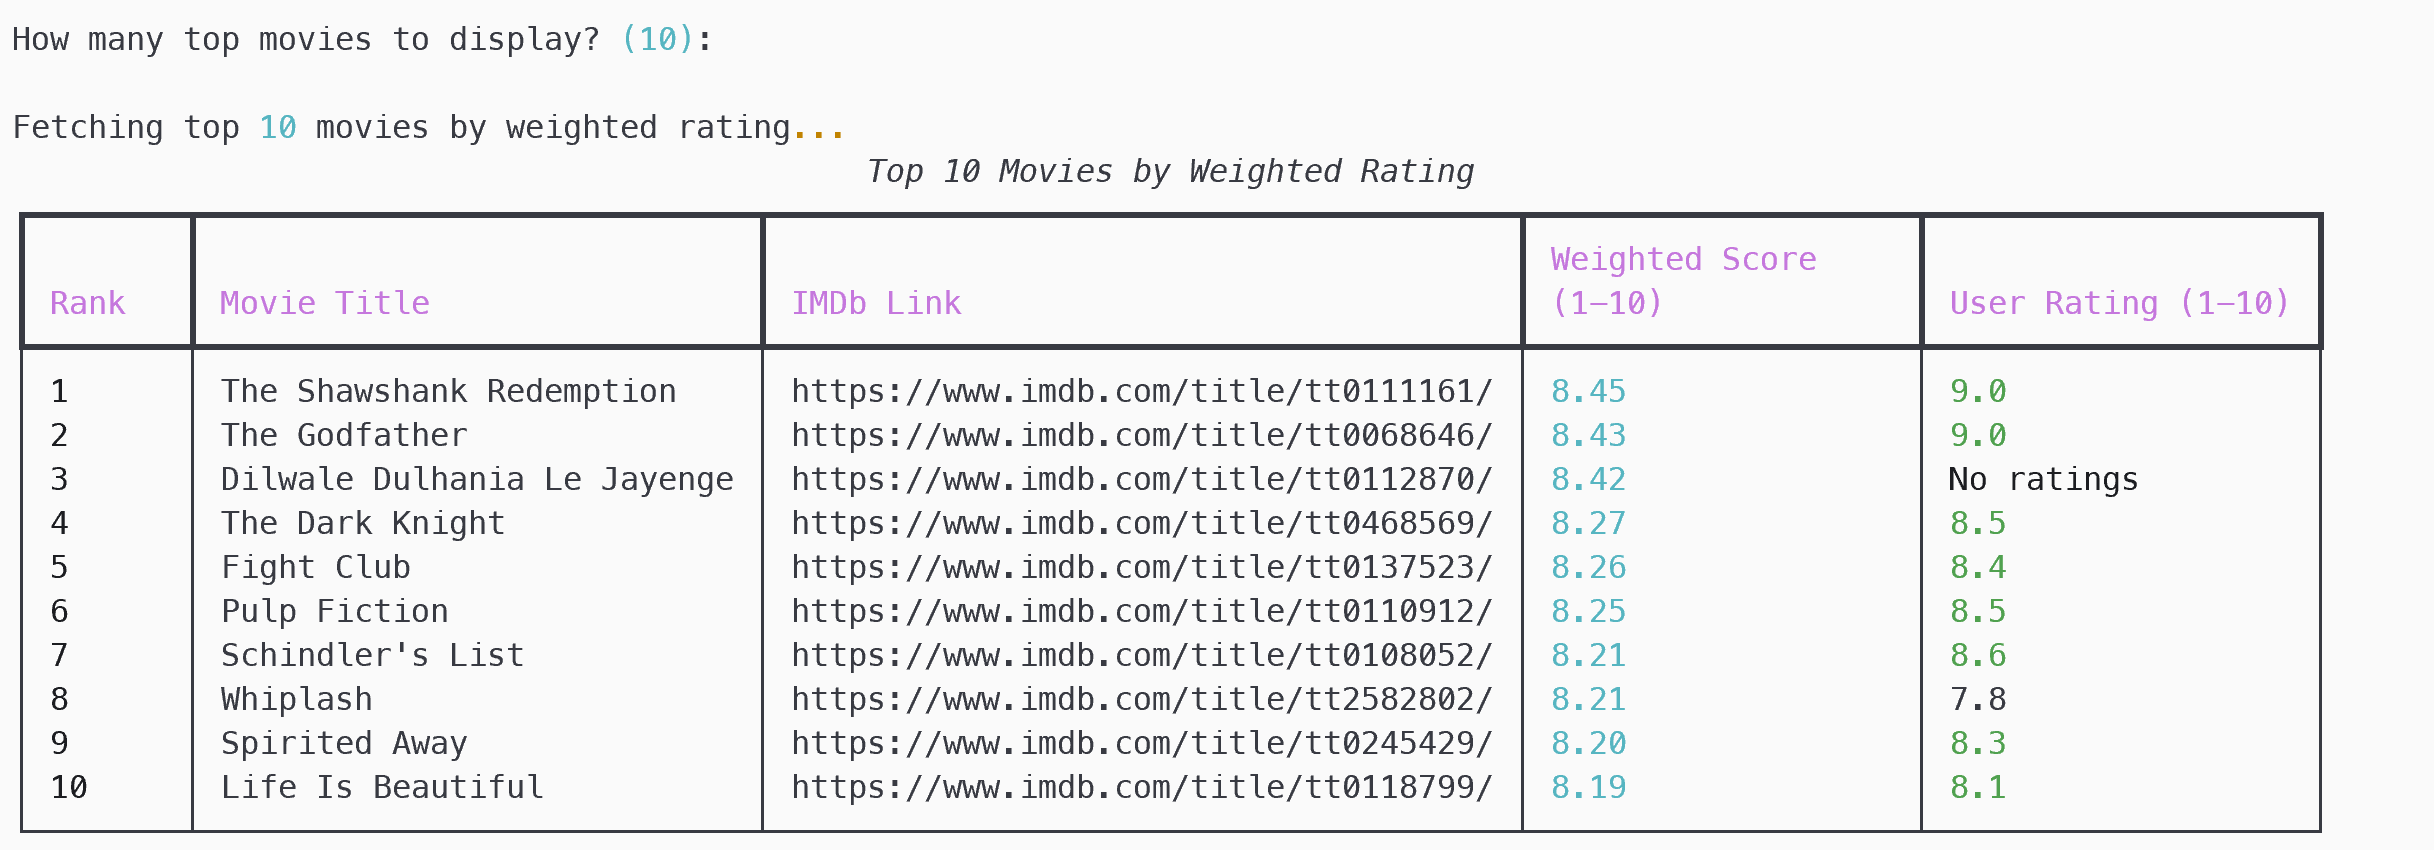 How many top movies to display? (10):
Fetching top 10 movies by weighted rating...
Top 10 Movies by Weighted Rating
Rank Movie Title IMDb Link Weighted Score (1–10) User Rating (1–10)
1 The Shawshank Redemption https://www.imdb.com/title/tt0111161/ 8.45 9.0
2 The Godfather https://www.imdb.com/title/tt0068646/ 8.43 9.0
3 Dilwale Dulhania Le Jayenge https://www.imdb.com/title/tt0112870/ 8.42 No ratings
4 The Dark Knight https://www.imdb.com/title/tt0468569/ 8.27 8.5
5 Fight Club https://www.imdb.com/title/tt0137523/ 8.26 8.4
6 Pulp Fiction https://www.imdb.com/title/tt0110912/ 8.25 8.5
7 Schindler's List https://www.imdb.com/title/tt0108052/ 8.21 8.6
8 Whiplash https://www.imdb.com/title/tt2582802/ 8.21 7.8
9 Spirited Away https://www.imdb.com/title/tt0245429/ 8.20 8.3
10 Life Is Beautiful https://www.imdb.com/title/tt0118799/ 8.19 8.1